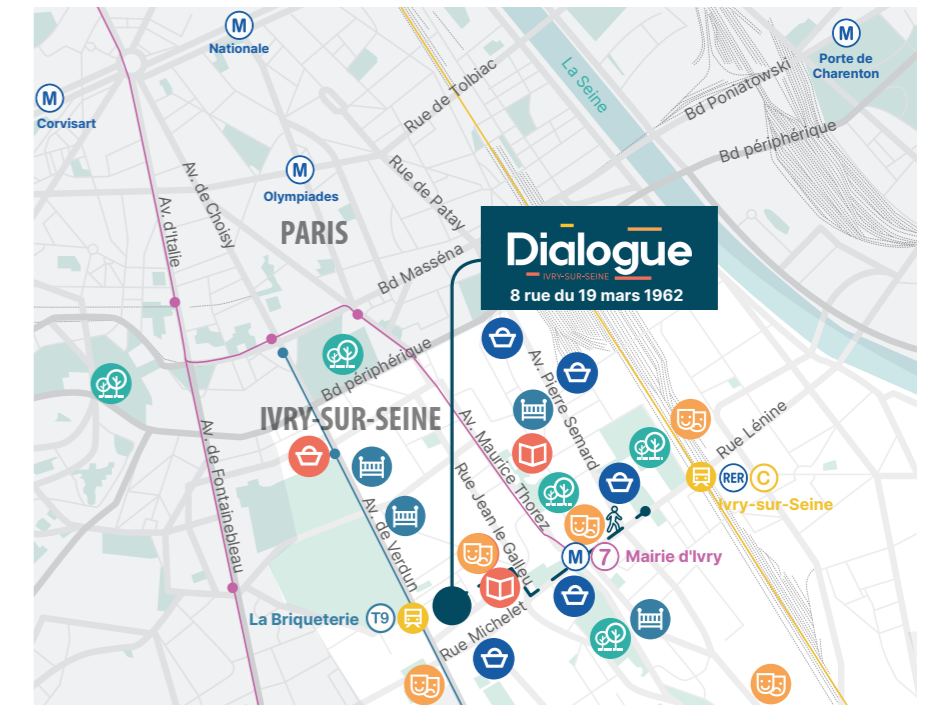 M
Nationale
M
Porte de
Charenton
M
Corvisart
La Seine
Rue de Tolbiac
Bd Poniatowski
Bd périphérique
M
Olympiades
Av. de Choisy
Rue de Patay
Av. d'Italie
PARIS
Bd Masséna
Dialogue
IVRY-SUR-SEINE
8 rue du 19 mars 1962
Bd périphérique
Av. Pierre Semard
IVRY-SUR-SEINE
Av. Maurice Thorez
Rue Lénine
Av. de Fontainebleau
Rue Jean le Galleu
RER C
Ivry-sur-Seine
Av. de Verdun
M 7 Mairie d'Ivry
La Briqueterie T9
Rue Michelet